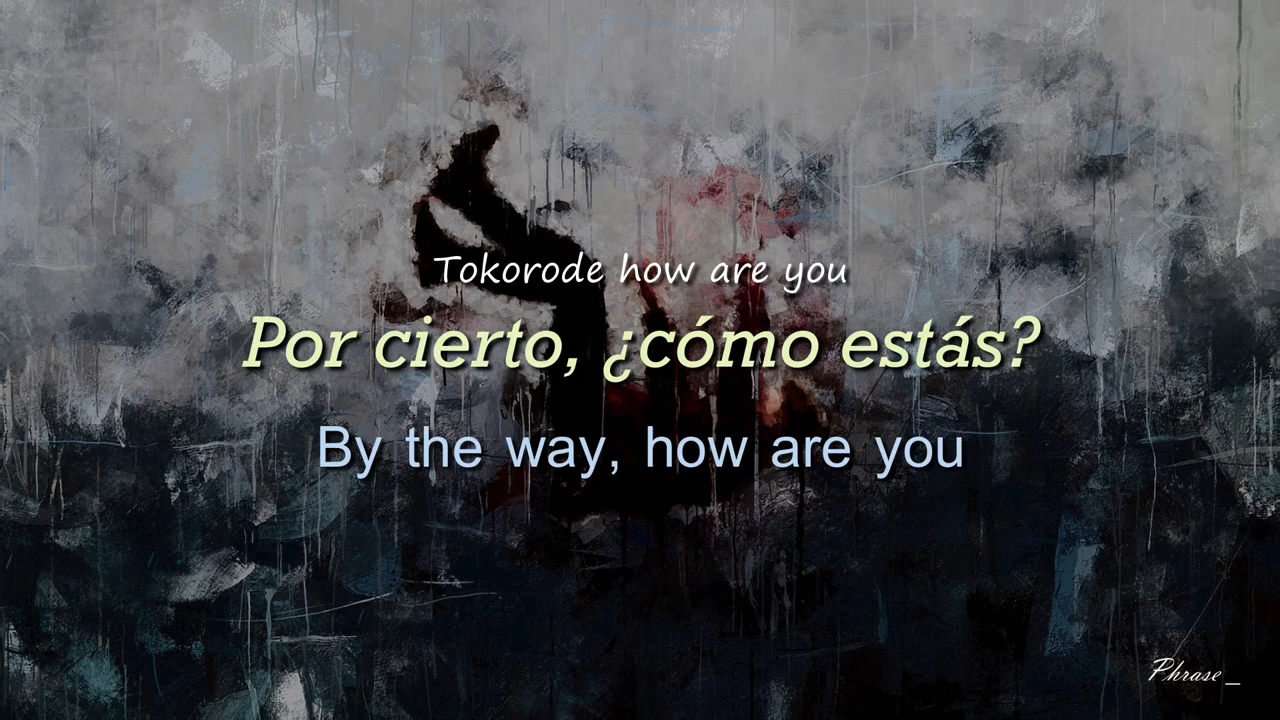 Tokorode how are you
Por cierto, ¿cómo estás?
By the way, how are you
Phrase_